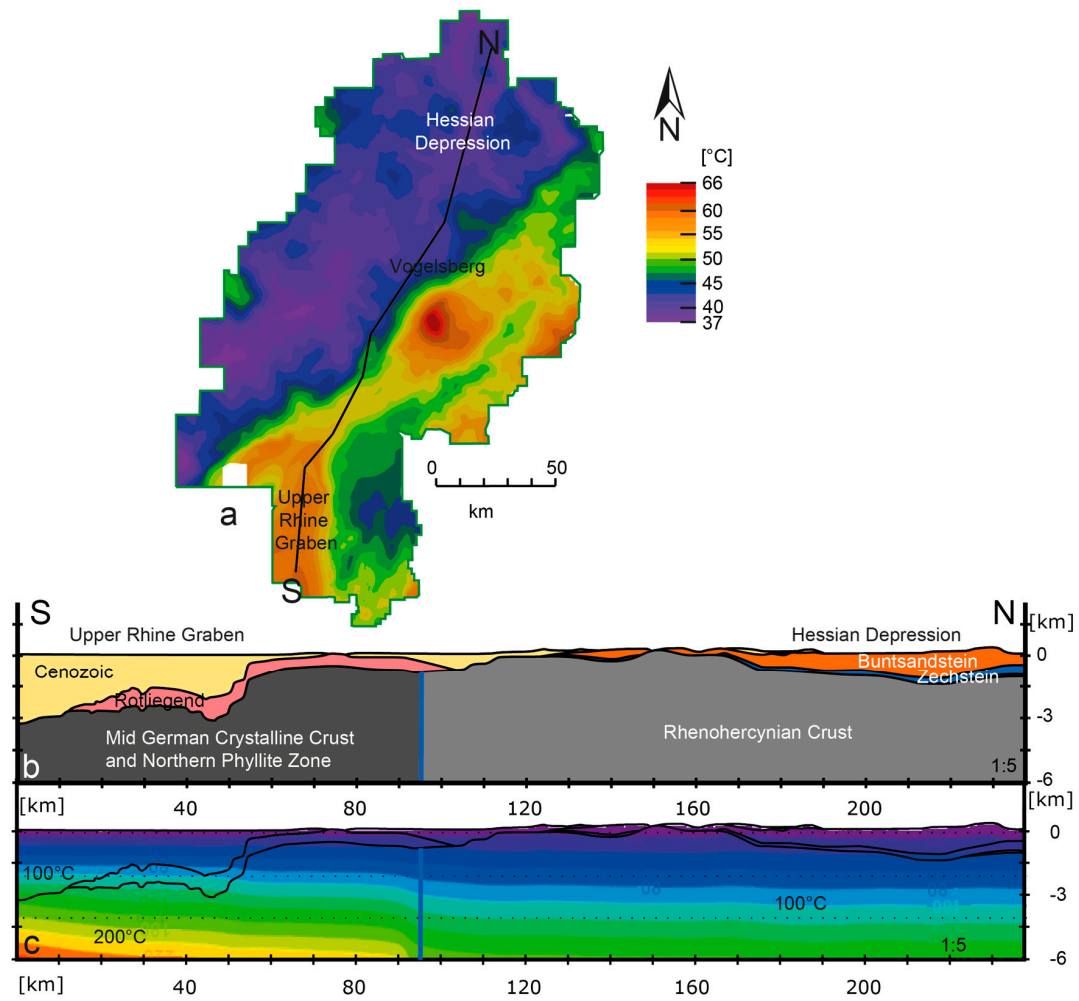 N
Hessian
Depression
N
[°C]
66
60
55
50
45
40
37
Vogelsberg
0 50
km
Upper
Rhine
Graben
a
S
S N
[km]
Upper Rhine Graben Hessian Depression
0
Cenozoic Buntsandstein
Zechstein
Rotliegend
-3
Mid German Crystalline Crust
and Northern Phyllite Zone
Rhenohercynian Crust
b 1:5
-6
[km] 40 80 120 160 200 [km]
0
100°C
-3
100°C
200°C
c 1:5
-6
[km] 40 80 120 160 200